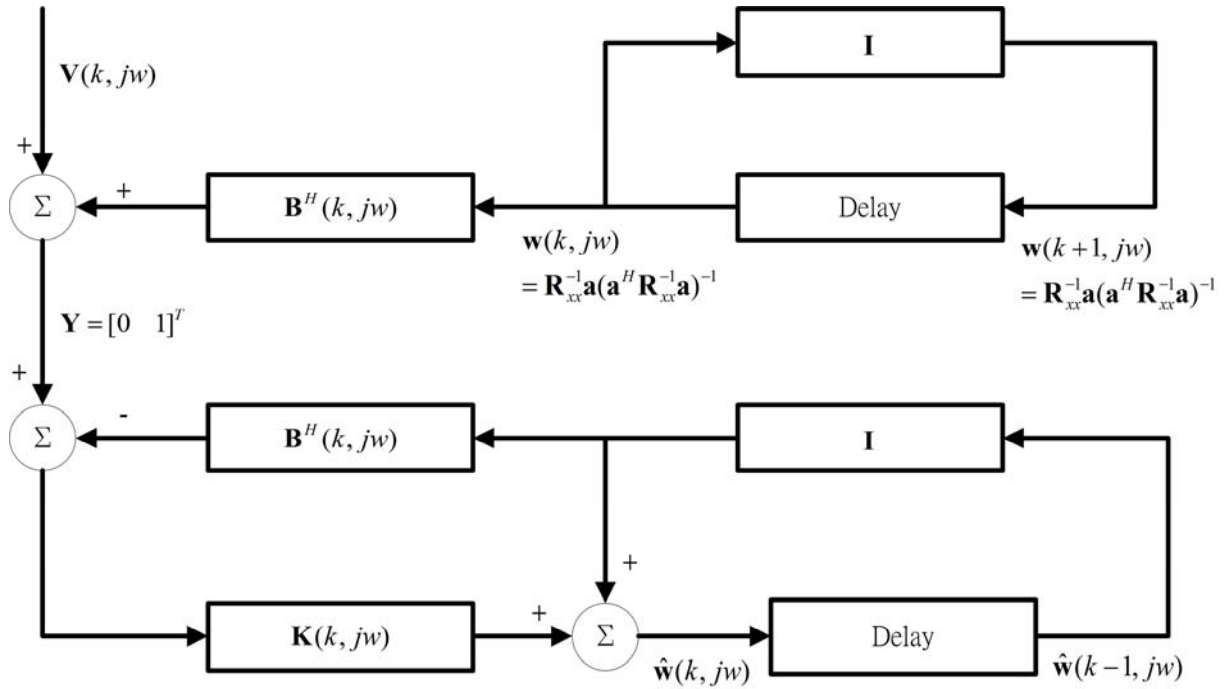 I
V(k, jw)
+
Σ
+
B^H(k, jw)
Delay
w(k, jw)
= R_xx^{-1}a(a^H R_xx^{-1}a)^{-1}
w(k+1, jw)
= R_xx^{-1}a(a^H R_xx^{-1}a)^{-1}
Y = [0 1]^T
+
Σ
-
B^H(k, jw)
I
+
K(k, jw)
+
Σ
Delay
ŵ(k, jw)
ŵ(k−1, jw)